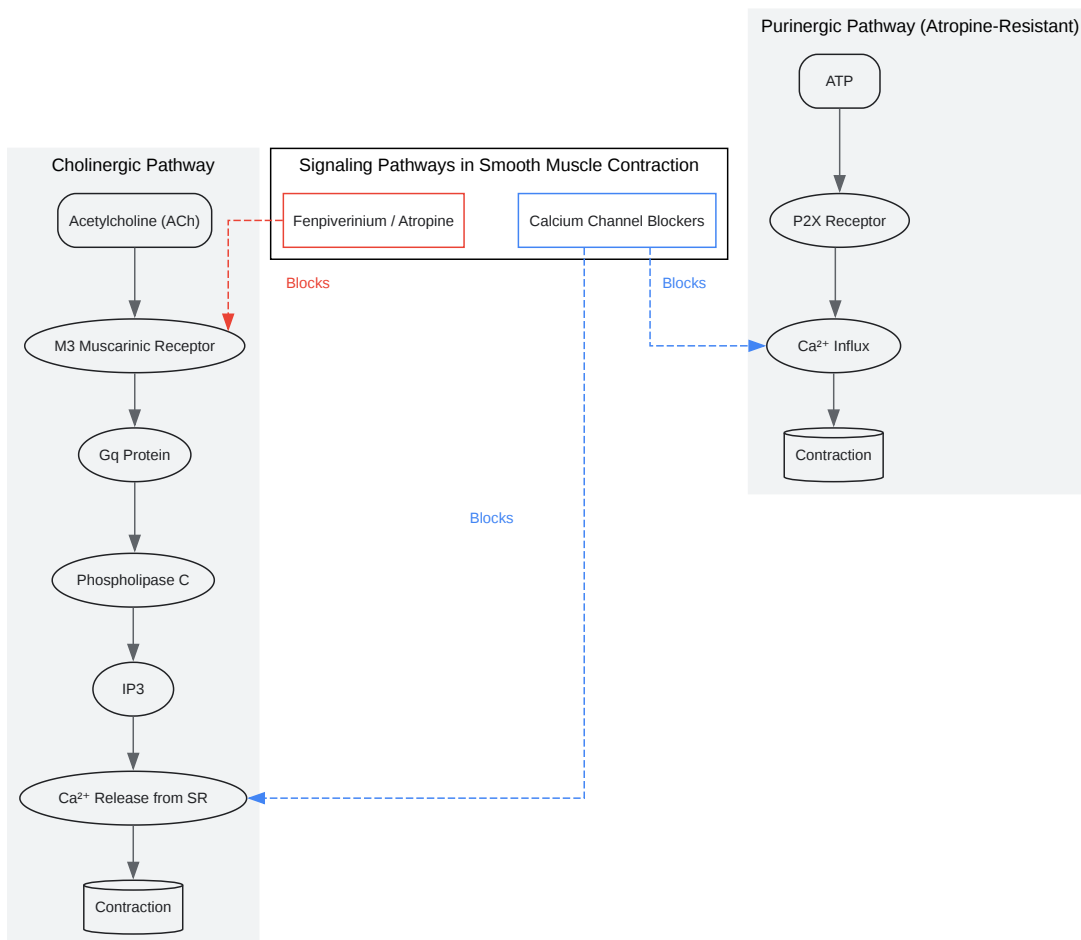 Purinergic Pathway (Atropine-Resistant)
ATP
P2X Receptor
Ca²⁺ Influx
Contraction
Signaling Pathways in Smooth Muscle Contraction
Fenpiverinium / Atropine
Calcium Channel Blockers
Blocks
Blocks
Blocks
Cholinergic Pathway
Acetylcholine (ACh)
M3 Muscarinic Receptor
Gq Protein
Phospholipase C
IP3
Ca²⁺ Release from SR
Contraction